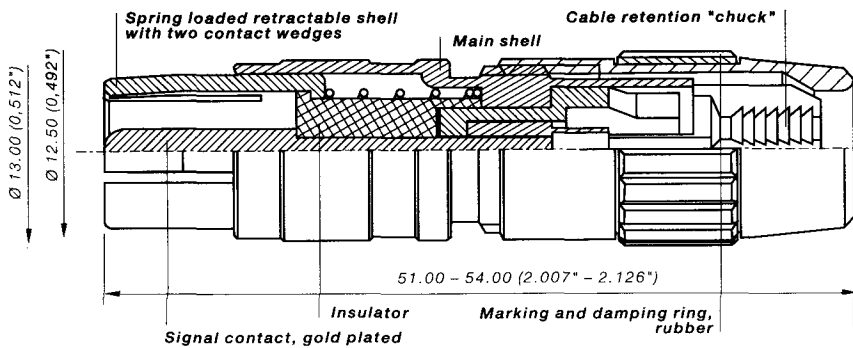 Spring loaded retractable shell
with two contact wedges
Cable retention "chuck"
Main shell
Ø 13.00 (0,512")
Ø 12.50 (0,492")
51.00 – 54.00 (2.007" – 2.126")
Insulator
Marking and damping ring,
rubber
Signal contact, gold plated